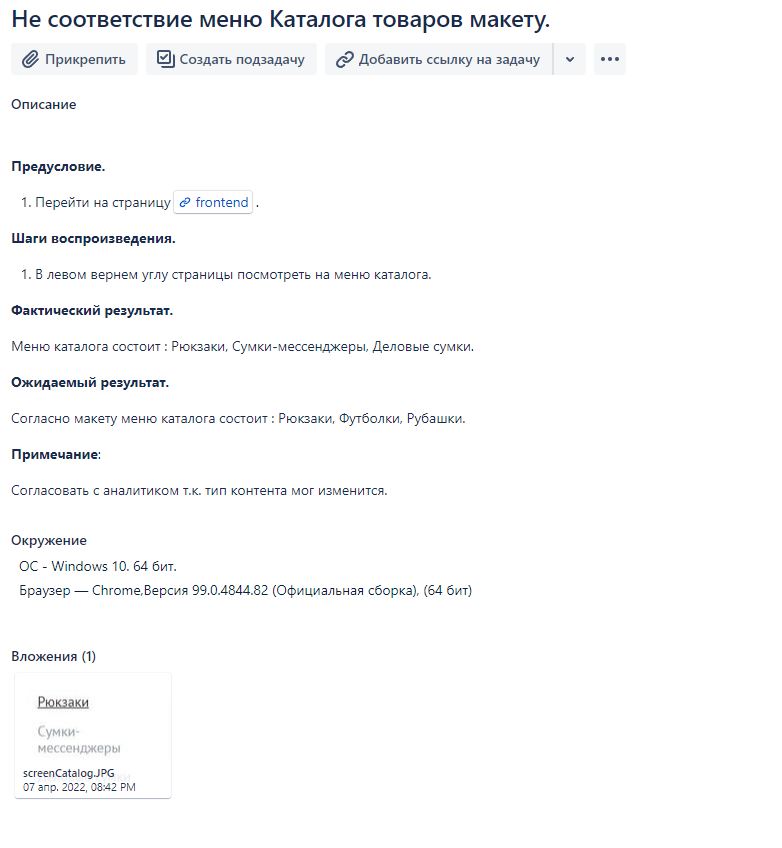 Не соответствие меню Каталога товаров макету.
Прикрепить
Создать подзадачу
Добавить ссылку на задачу
Описание
Предусловие.
1. Перейти на страницу frontend .
Шаги воспроизведения.
1. В левом вернем углу страницы посмотреть на меню каталога.
Фактический результат.
Меню каталога состоит : Рюкзаки, Сумки-мессенджеры, Деловые сумки.
Ожидаемый результат.
Согласно макету меню каталога состоит : Рюкзаки, Футболки, Рубашки.
Примечание:
Согласовать с аналитиком т.к. тип контента мог изменится.
Окружение
ОС - Windows 10. 64 бит.
Браузер — Chrome,Версия 99.0.4844.82 (Официальная сборка), (64 бит)
Вложения (1)
Рюкзаки
Сумки-
мессенджеры
screenCatalog.JPG
07 апр. 2022, 08:42 PM